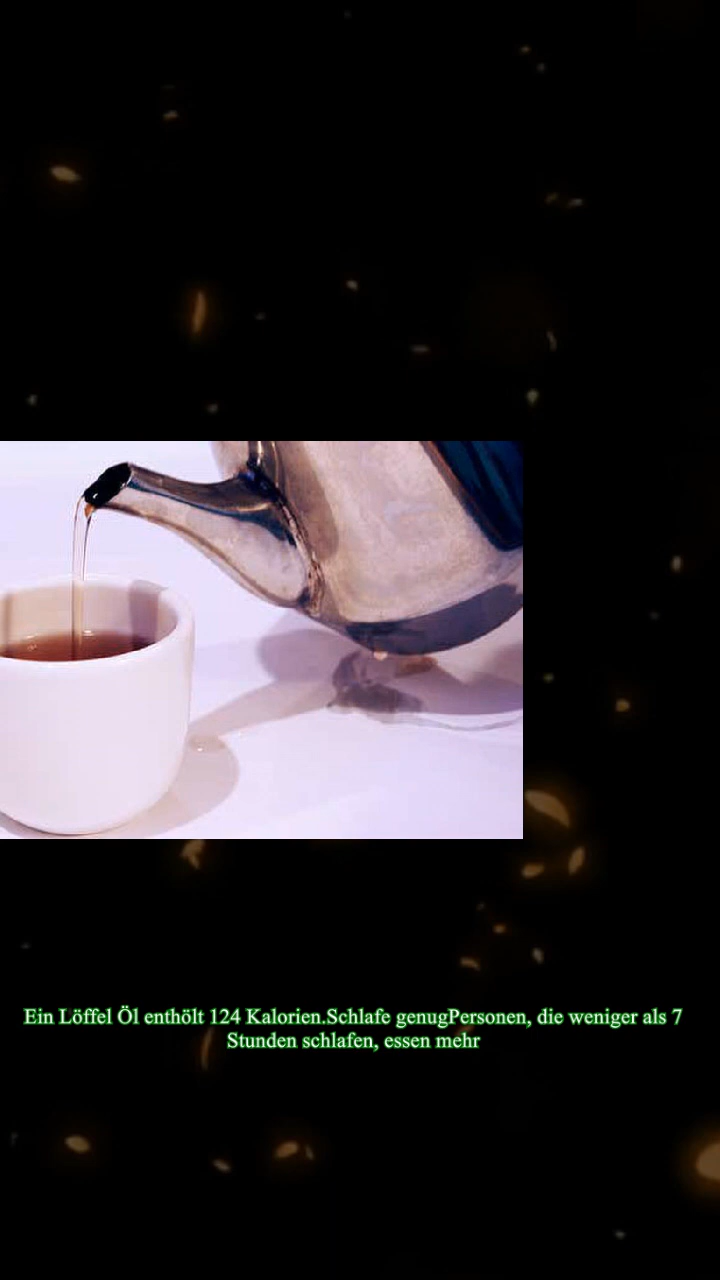 Ein Löffel Öl enthölt 124 Kalorien.Schlafe genugPersonen, die weniger als 7
Stunden schlafen, essen mehr